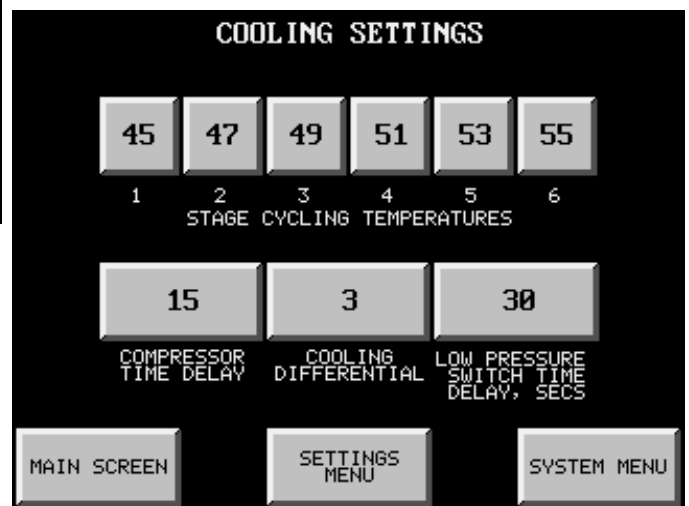 COOLING SETTINGS
45 47 49 51 53 55
1 2 3 4 5 6
STAGE CYCLING TEMPERATURES
15 3 30
COMPRESSOR TIME DELAY
COOLING DIFFERENTIAL
LOW PRESSURE SWITCH TIME DELAY, SECS
MAIN SCREEN
SETTINGS MENU
SYSTEM MENU